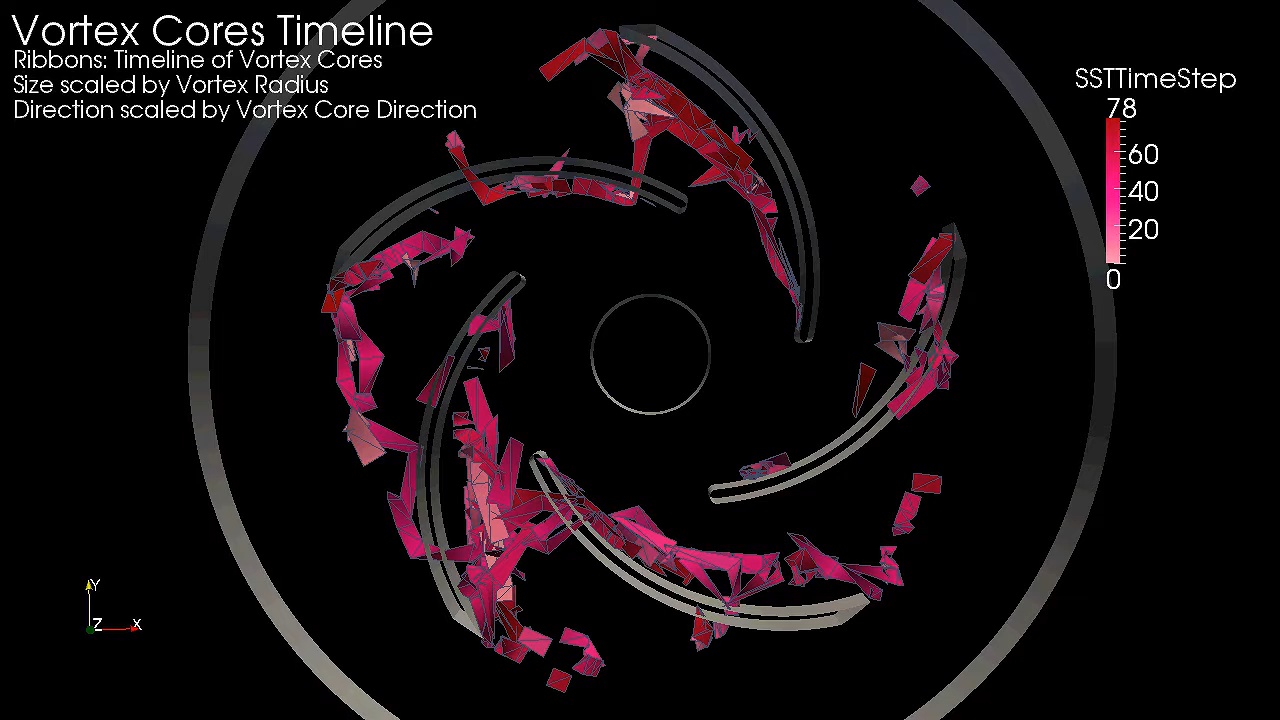 Vortex Cores Timeline
Ribbons: Timeline of Vortex Cores
Size scaled by Vortex Radius
Direction scaled by Vortex Core Direction
SSTTimeStep
78
60
40
20
0
Y
Z
X